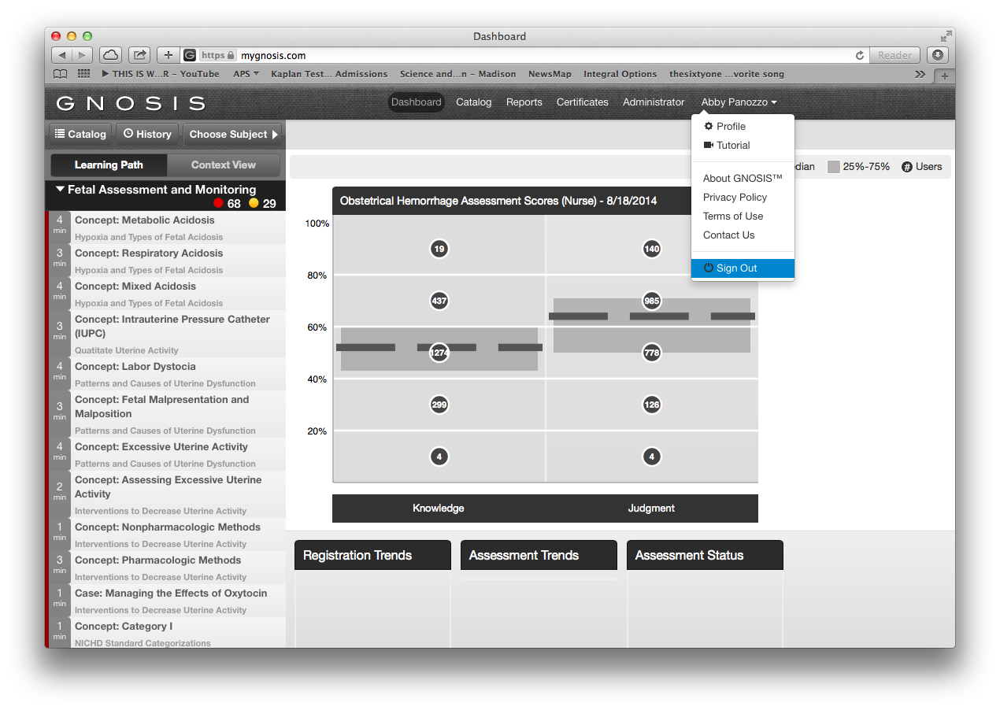 Dashboard
https mygnosis.com Reader
THIS IS W...R – YouTube APS Kaplan Test... Admissions Science and...n – Madison NewsMap Integral Options thesixtyone ...vorite song
GNOSIS Dashboard Catalog Reports Certificates Administrator Abby Panozzo
Catalog History Choose Subject
Profile
Tutorial
About GNOSIS™
Privacy Policy
Terms of Use
Contact Us
Sign Out
Learning Path Context View
dian 25%-75% # Users
Fetal Assessment and Monitoring
68 29
4 min Concept: Metabolic Acidosis
Hypoxia and Types of Fetal Acidosis
3 min Concept: Respiratory Acidosis
Hypoxia and Types of Fetal Acidosis
4 min Concept: Mixed Acidosis
Hypoxia and Types of Fetal Acidosis
3 min Concept: Intrauterine Pressure Catheter
(IUPC)
Quatitate Uterine Activity
4 min Concept: Labor Dystocia
Patterns and Causes of Uterine Dysfunction
3 min Concept: Fetal Malpresentation and
Malposition
Patterns and Causes of Uterine Dysfunction
4 min Concept: Excessive Uterine Activity
Patterns and Causes of Uterine Dysfunction
2 min Concept: Assessing Excessive Uterine
Activity
Interventions to Decrease Uterine Activity
1 min Concept: Nonpharmacologic Methods
Interventions to Decrease Uterine Activity
3 min Concept: Pharmacologic Methods
Interventions to Decrease Uterine Activity
1 min Case: Managing the Effects of Oxytocin
Interventions to Decrease Uterine Activity
1 min Concept: Category I
NICHD Standard Categorizations
Obstetrical Hemorrhage Assessment Scores (Nurse) - 8/18/2014
100%
19 140
80%
437 985
60%
1274 778
40%
299 126
20%
4 4
Knowledge Judgment
Registration Trends Assessment Trends Assessment Status